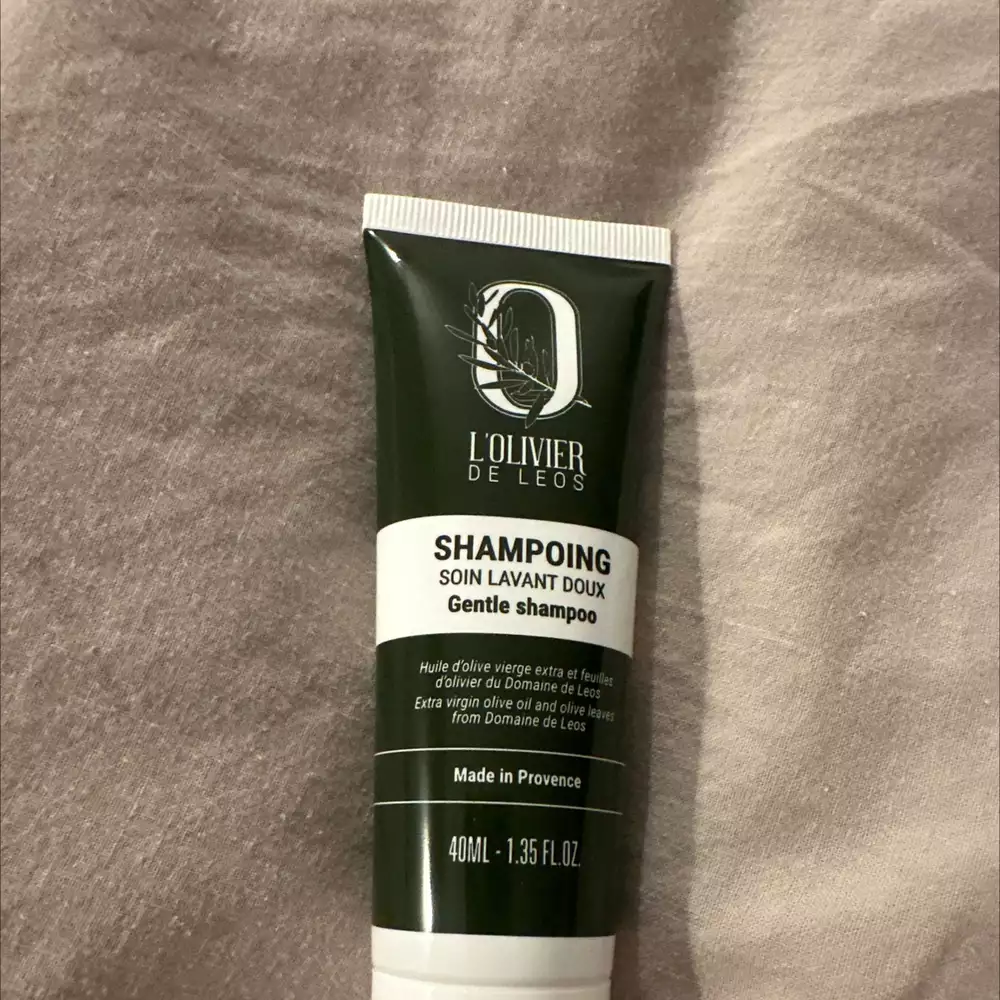 O
L'OLIVIER
DE LEOS
SHAMPOING
SOIN LAVANT DOUX
Gentle shampoo
Huile d'olive vierge extra et feuilles
d'olivier du Domaine de Leos
Extra virgin olive oil and olive leaves
from Domaine de Leos
Made in Provence
40ML - 1.35 FL.OZ.